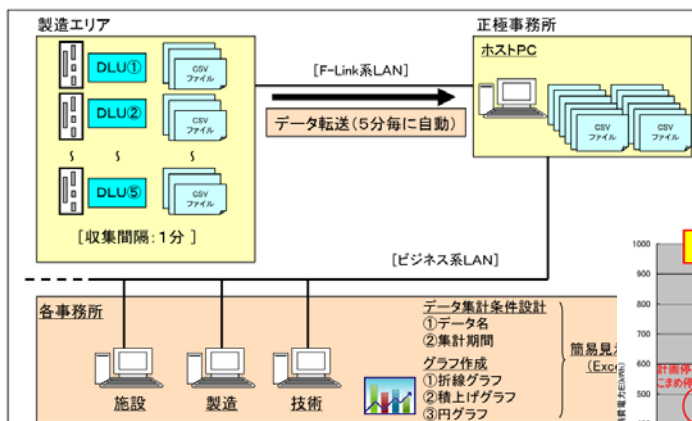 製造エリア
DLU①
CSV
ファイル
DLU②
CSV
ファイル
DLU⑤
CSV
ファイル
[収集間隔：1分 ]
[F-Link系LAN]
データ転送(５分毎に自動)
正極事務所
ホストPC
CSV
ファイル
CSV
ファイル
[ビジネス系LAN]
各事務所
施設
製造
技術
データ集計条件設計
①データ名
②集計期間
グラフ作成
①折線グラフ
②積上げグラフ
③円グラフ
簡易見
(Exce
1000
900
800
700
600
500
計画停
こまめ停
費電力E(kWh)